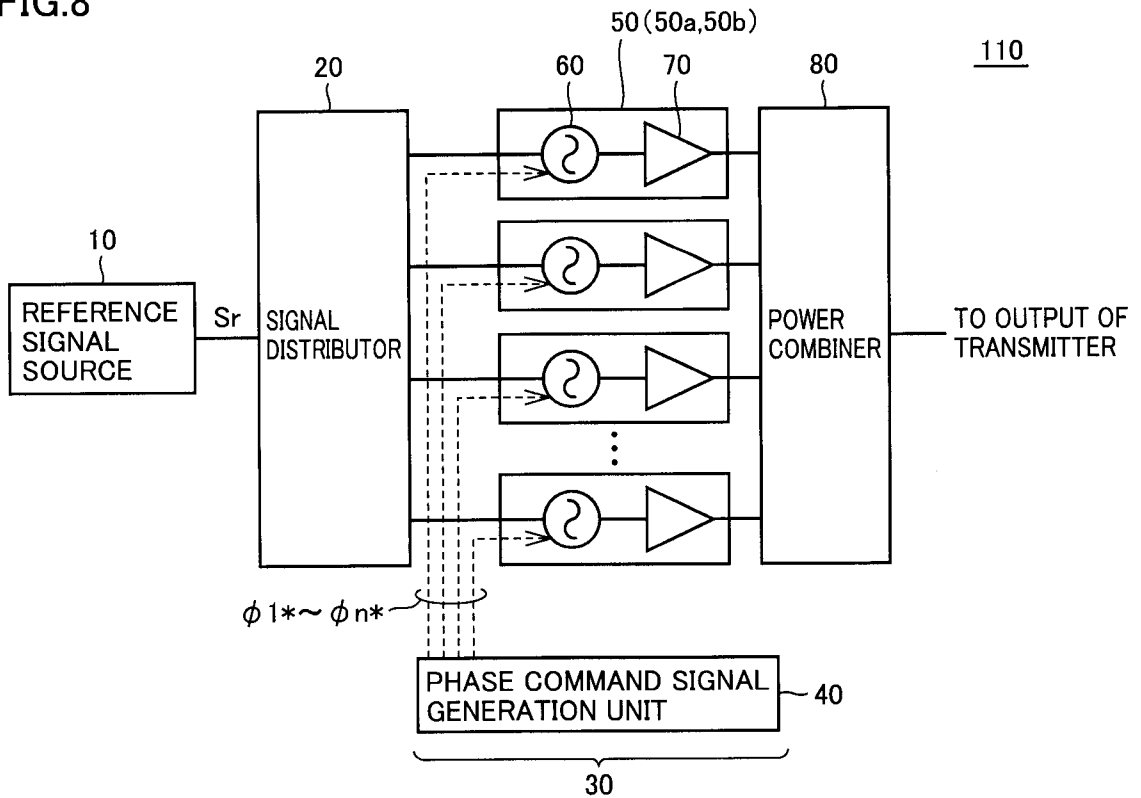 FIG.8
50(50a,50b)
110
20
60
70
80
10
REFERENCE
SIGNAL
SOURCE
Sr
SIGNAL
DISTRIBUTOR
POWER
COMBINER
TO OUTPUT OF
TRANSMITTER
ϕ1*～ϕn*
PHASE COMMAND SIGNAL
GENERATION UNIT
40
30